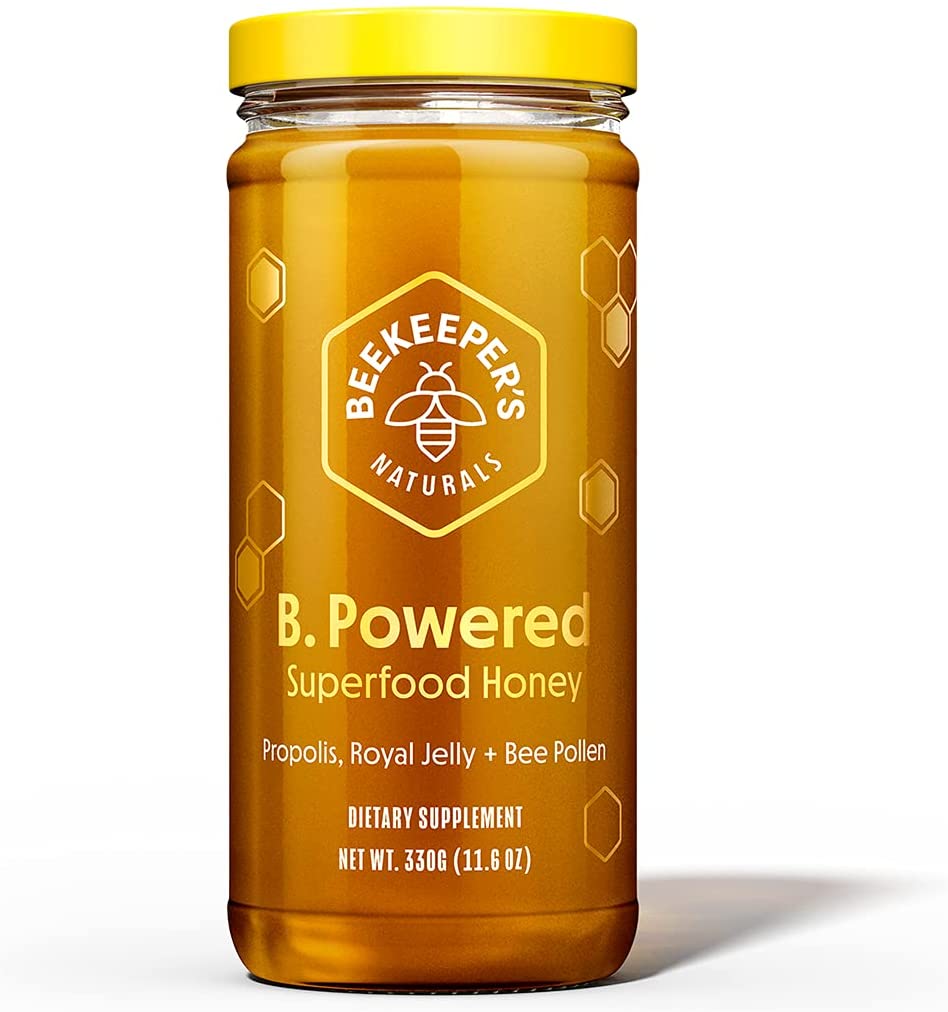 BEEKEEPER'S
NATURALS
B. Powered
Superfood Honey
Propolis, Royal Jelly + Bee Pollen
DIETARY SUPPLEMENT
NET WT. 330G (11.6 OZ)